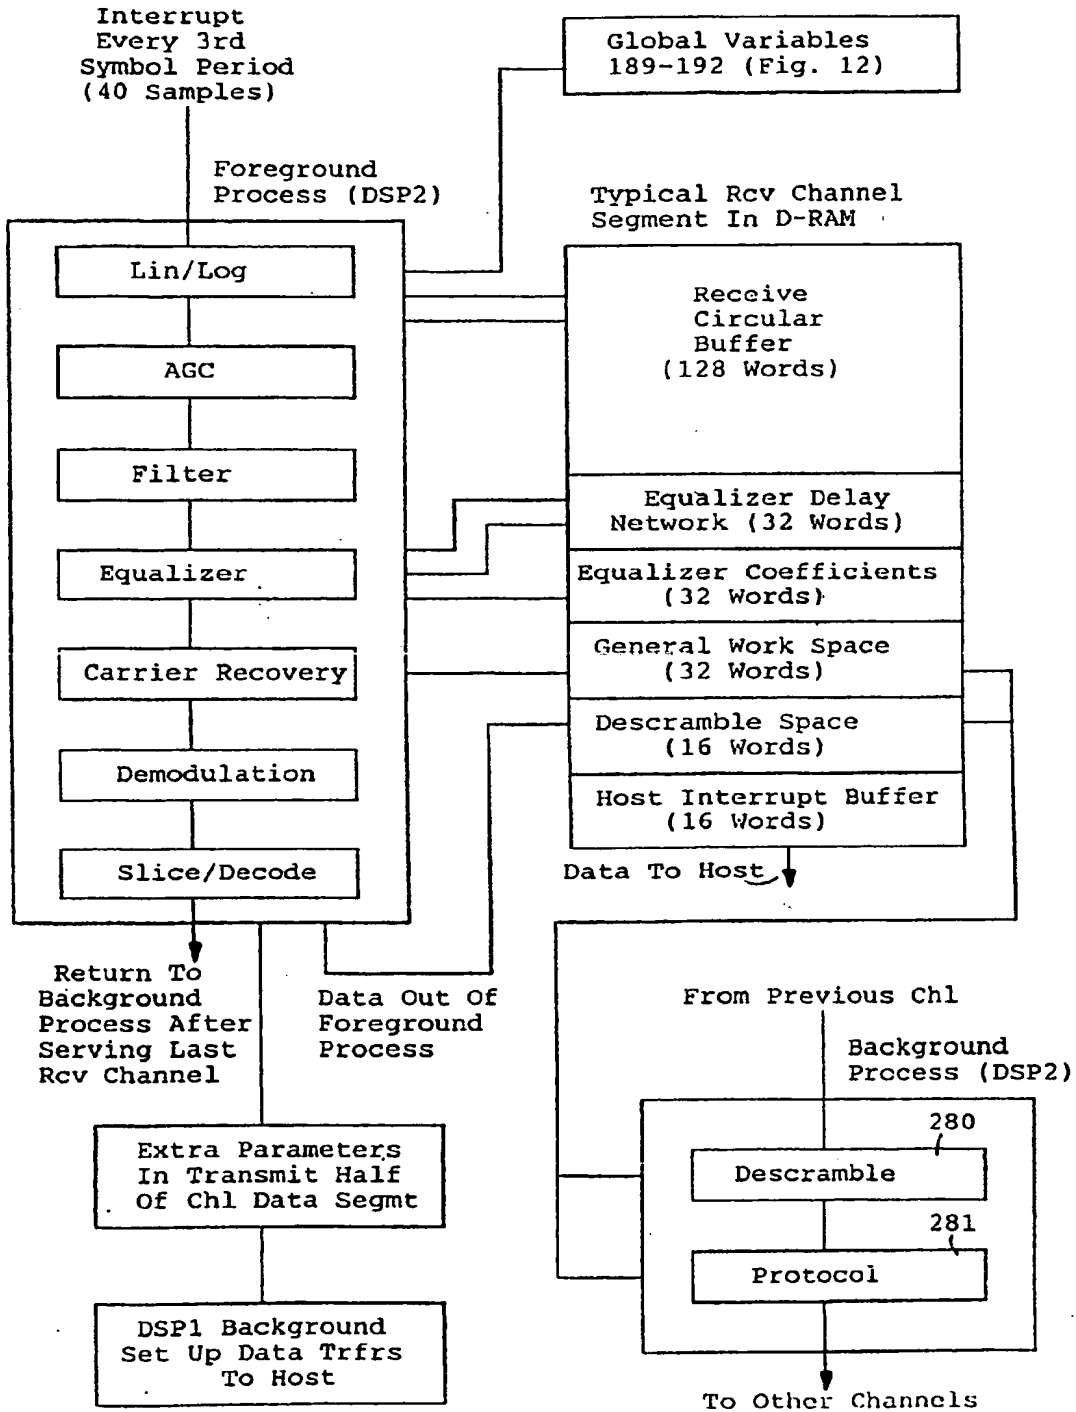 Interrupt
Every 3rd
Symbol Period
(40 Samples)
Global Variables
189-192 (Fig. 12)
Foreground
Process (DSP2)
Typical Rcv Channel
Segment In D-RAM
Lin/Log
AGC
Filter
Equalizer
Carrier Recovery
Demodulation
Slice/Decode
Receive
Circular
Buffer
(128 Words)
Equalizer Delay
Network (32 Words)
Equalizer Coefficients
(32 Words)
General Work Space
(32 Words)
Descramble Space
(16 Words)
Host Interrupt Buffer
(16 Words)
Data To Host
Return To
Background
Process After
Serving Last
Rcv Channel
Data Out Of
Foreground
Process
From Previous Chl
Background
Process (DSP2)
280
Descramble
281
Protocol
To Other Channels
Extra Parameters
In Transmit Half
Of Chl Data Segmt
DSP1 Background
Set Up Data Trfrs
To Host